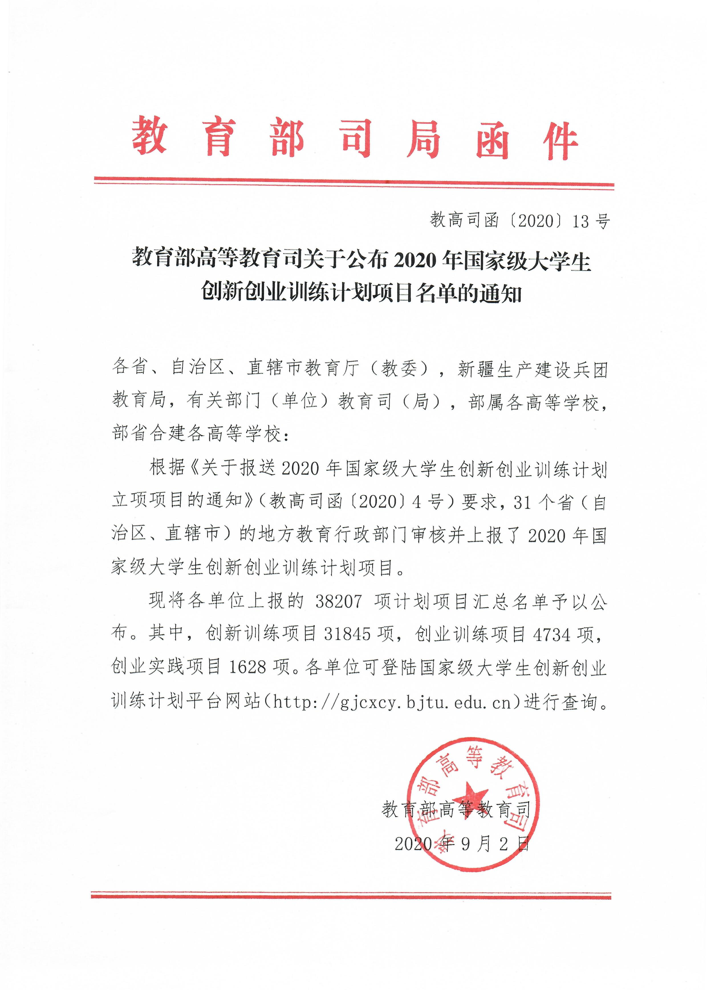 教育部司局函件
教高司函〔2020〕13号
教育部高等教育司关于公布2020年国家级大学生
创新创业训练计划项目名单的通知
各省、自治区、直辖市教育厅（教委），新疆生产建设兵团
教育局，有关部门（单位）教育司（局），部属各高等学校，
部省合建各高等学校：
根据《关于报送2020年国家级大学生创新创业训练计划
立项项目的通知》（教高司函〔2020〕4号）要求，31个省（自
治区、直辖市）的地方教育行政部门审核并上报了2020年国
家级大学生创新创业训练计划项目。
现将各单位上报的 38207 项计划项目汇总名单予以公
布。其中，创新训练项目31845项，创业训练项目4734项，
创业实践项目1628项。各单位可登陆国家级大学生创新创业
训练计划平台网站(http://gjcxcy.bjtu.edu.cn)进行查询。
教育部高等教育司
教育部高等教育司
2020年9月2日